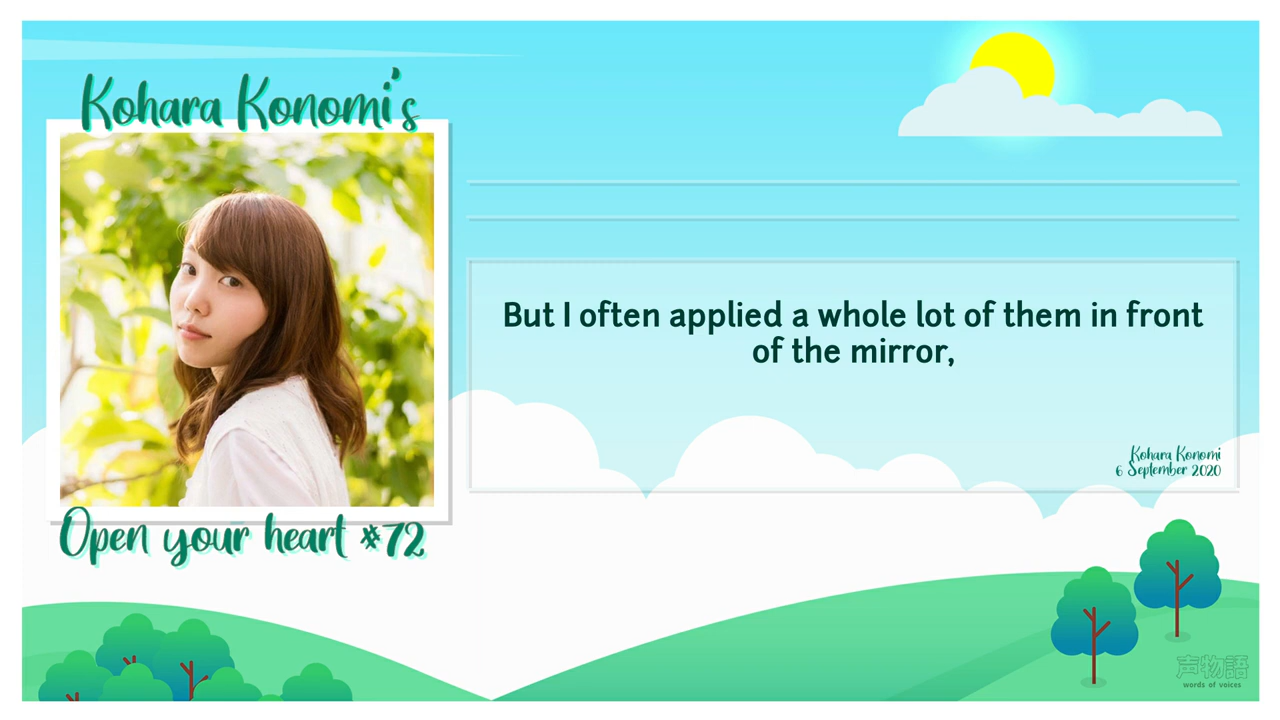 Kohara Konomi's
Open your heart #72
But I often applied a whole lot of them in front
of the mirror,
Kohara Konomi
6 September 2020
声物語
words of voices